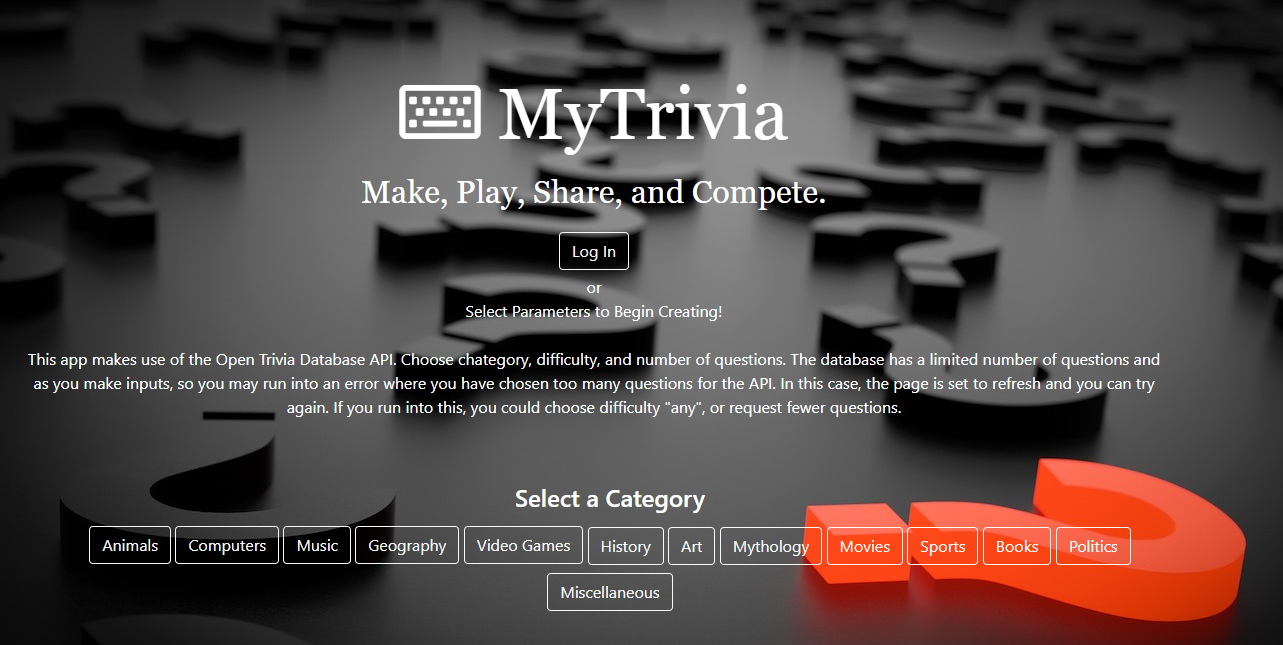 MyTrivia
Make, Play, Share, and Compete.
Log In
or
Select Parameters to Begin Creating!
This app makes use of the Open Trivia Database API. Choose chategory, difficulty, and number of questions. The database has a limited number of questions and
as you make inputs, so you may run into an error where you have chosen too many questions for the API. In this case, the page is set to refresh and you can try
again. If you run into this, you could choose difficulty "any", or request fewer questions.
Select a Category
Animals Computers Music Geography Video Games History Art Mythology Movies Sports Books Politics
Miscellaneous